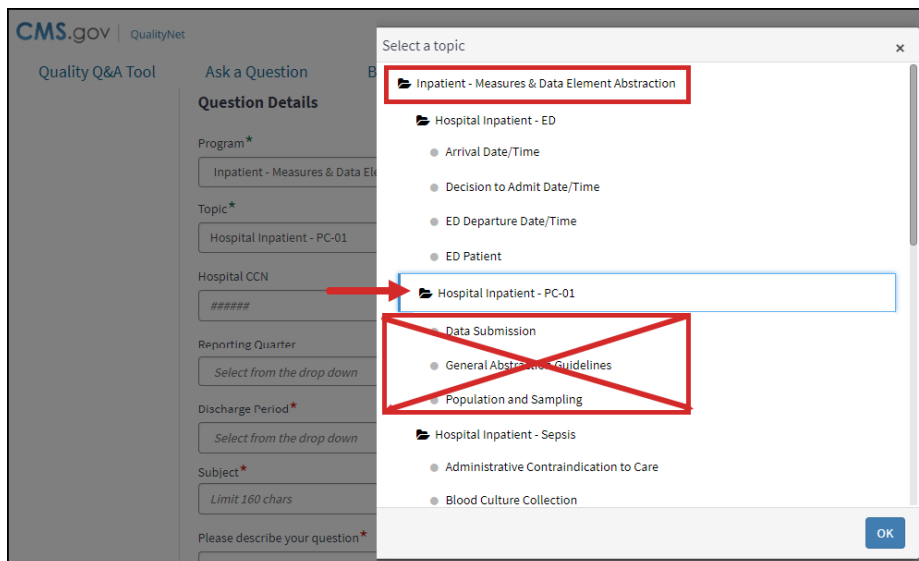 CMS.gov | QualityNet
Quality Q&A Tool
Ask a Question
B
Question Details
Program*
Inpatient - Measures & Data Ele
Topic*
Hospital Inpatient - PC-01
Hospital CCN
######
Reporting Quarter
Select from the drop down
Discharge Period*
Select from the drop down
Subject*
Limit 160 chars
Please describe your question*
Select a topic
×
Inpatient - Measures & Data Element Abstraction
Hospital Inpatient - ED
Arrival Date/Time
Decision to Admit Date/Time
ED Departure Date/Time
ED Patient
Hospital Inpatient - PC-01
Data Submission
General Abstraction Guidelines
Population and Sampling
Hospital Inpatient - Sepsis
Administrative Contraindication to Care
Blood Culture Collection
OK